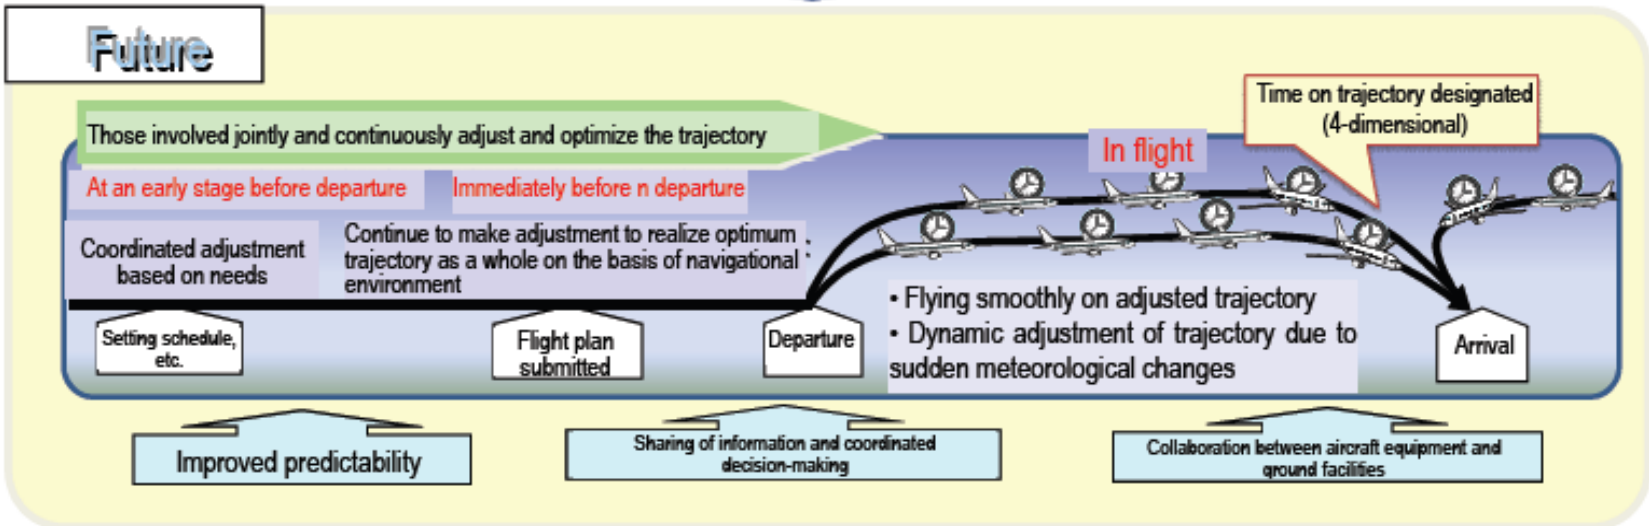 Future
Time on trajectory designated
(4-dimensional)
Those involved jointly and continuously adjust and optimize the trajectory
In flight
At an early stage before departure
Immediately before n departure
Coordinated adjustment
based on needs
Continue to make adjustment to realize optimum
trajectory as a whole on the basis of navigational
environment
• Flying smoothly on adjusted trajectory
• Dynamic adjustment of trajectory due to
sudden meteorological changes
Setting schedule,
etc.
Flight plan
submitted
Departure
Arrival
Improved predictability
Sharing of information and coordinated
decision-making
Collaboration between aircraft equipment and
ground facilities